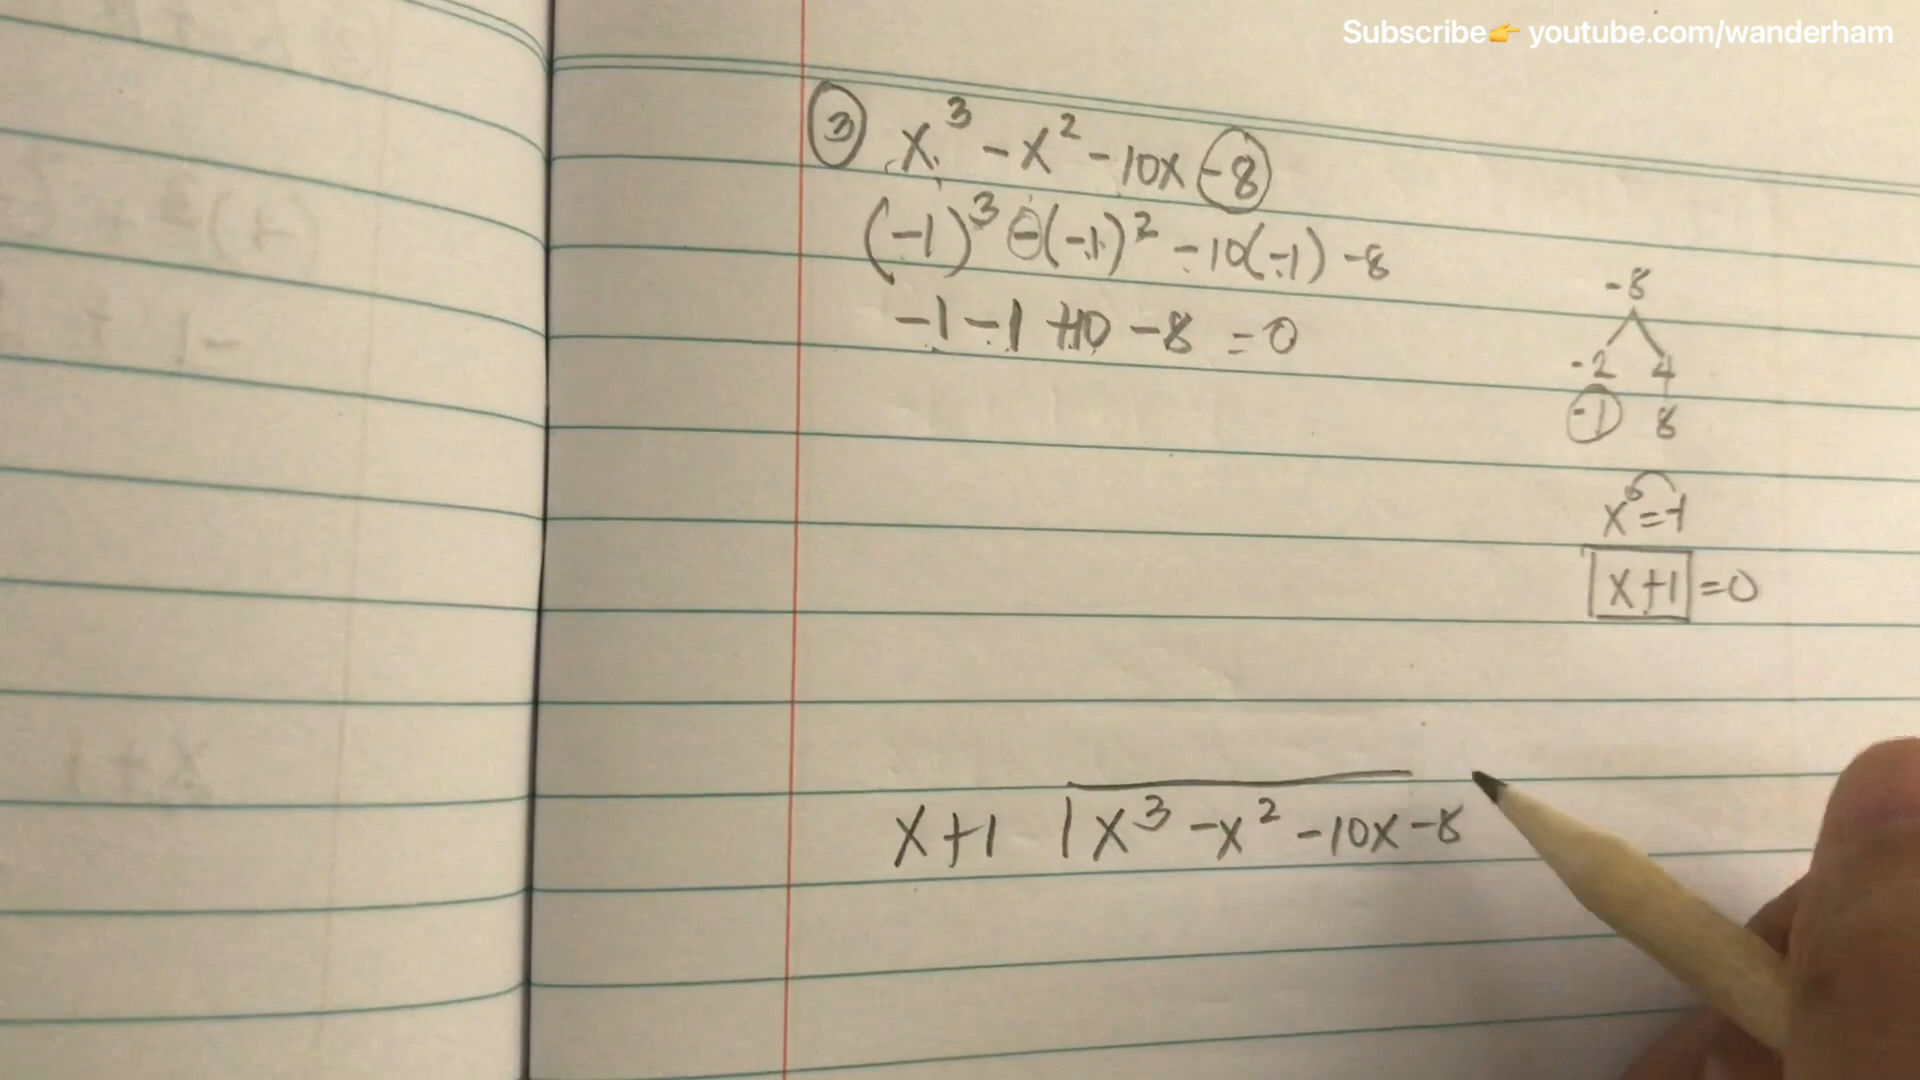 Subscribe👉 youtube.com/wanderham
③ x³ - x² - 10x - 8
(-1)³ - (-1)² - 10(-1) - 8
-1 - 1 + 10 - 8 = 0
-8
-2 4
-1 8
x = -1
x+1 = 0
x+1 | x³ - x² - 10x - 8